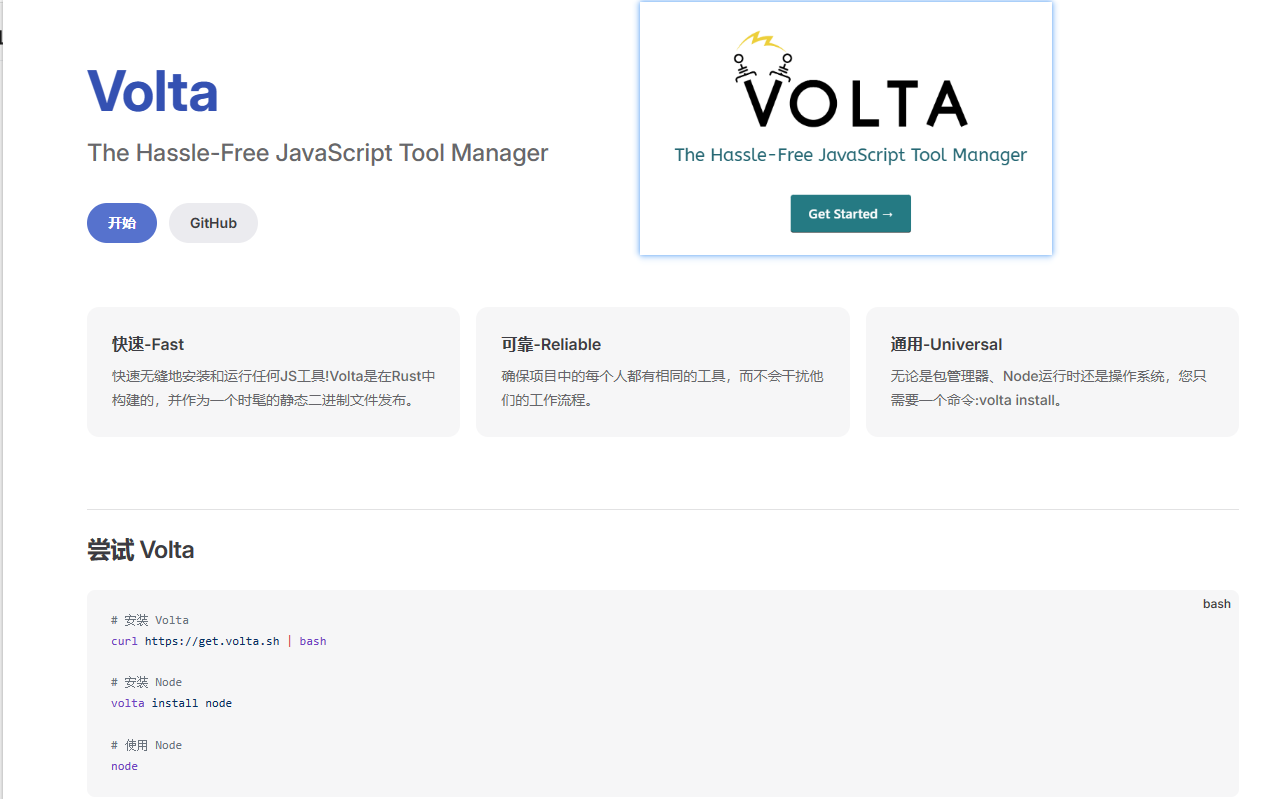 Volta
The Hassle-Free JavaScript Tool Manager
开始
GitHub
VOLTA
The Hassle-Free JavaScript Tool Manager
Get Started →
快速-Fast
快速无缝地安装和运行任何JS工具!Volta是在Rust中
构建的，并作为一个时髦的静态二进制文件发布。
可靠-Reliable
确保项目中的每个人都有相同的工具，而不会干扰他
们的工作流程。
通用-Universal
无论是包管理器、Node运行时还是操作系统，您只
需要一个命令:volta install。
尝试 Volta
bash
# 安装 Volta
curl https://get.volta.sh | bash
# 安装 Node
volta install node
# 使用 Node
node